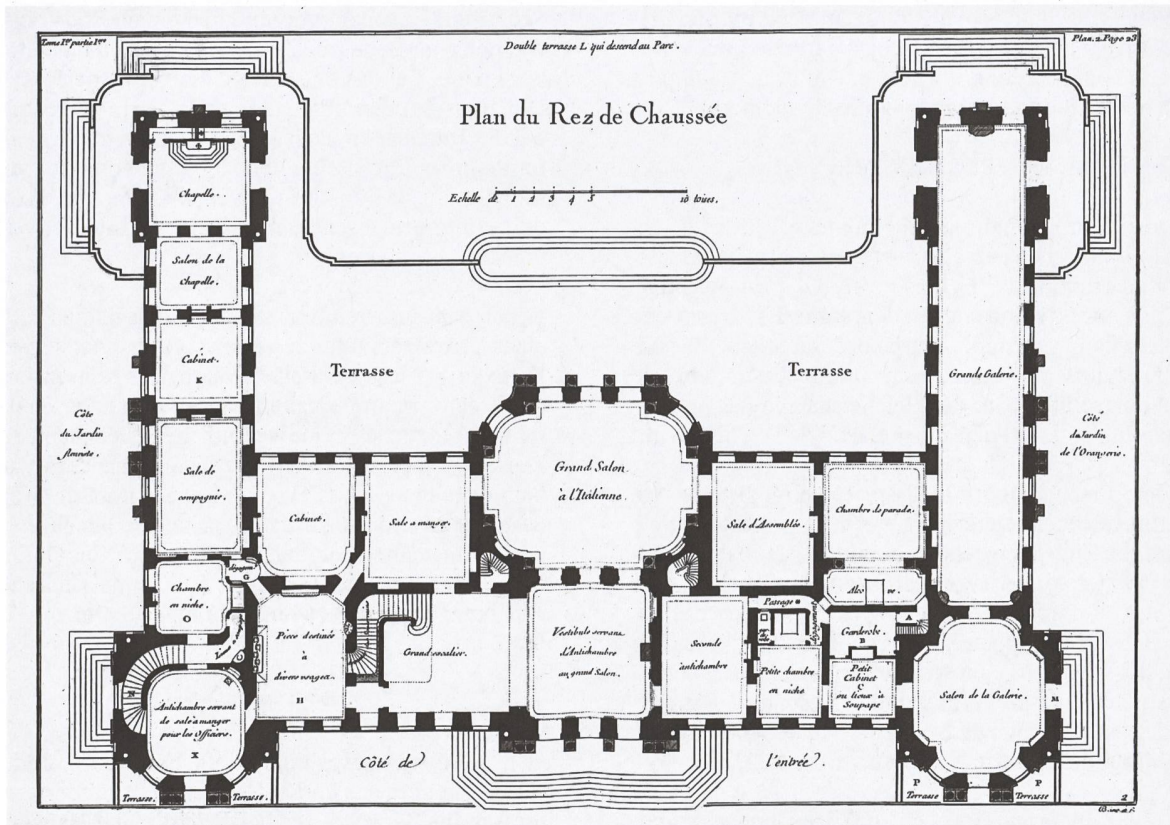 Tome Ier partie Iere
Double terrasse L qui descend au Parc.
Plan.2.Page 23
Plan du Rez de Chaussée
Echelle de 1 2 3 4 5 10 toises.
Chapelle.
Salon de la
Chapelle.
Cabinet.
K
Terrasse
Terrasse
Grande Galerie.
Côté
du Jardin
fleuriste.
Côté
du Jardin
de l'Orangerie.
Sale de
compagnie.
Cabinet.
Sale a manger.
Grand Salon
à l'Italienne.
Sale d'Assemblée.
Chambre de parade.
G
Chambre
en niche.
O
Alcove.
Passage
A
Garderobe.
B
Piece destinée
à
divers usages.
H
Grand escalier.
Vestibule servant
d'Antichambre
au grand Salon.
Seconde
antichambre
Petite chambre
en niche
Petit
Cabinet
C
ou lieux à
Soupape
Salon de la Galerie.
M
N
Antichambre servant
de sale à manger
pour les Officiers.
X
Côté de
l'entrée.
P
P
Terrasse.
Terrasse.
Terrasse
Terrasse
2